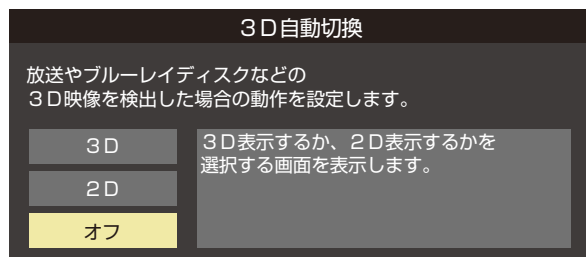 ３Ｄ自動切換
放送やブルーレイディスクなどの
３Ｄ映像を検出した場合の動作を設定します。
３Ｄ
２Ｄ
オフ
３Ｄ表示するか、２Ｄ表示するかを
選択する画面を表示します。